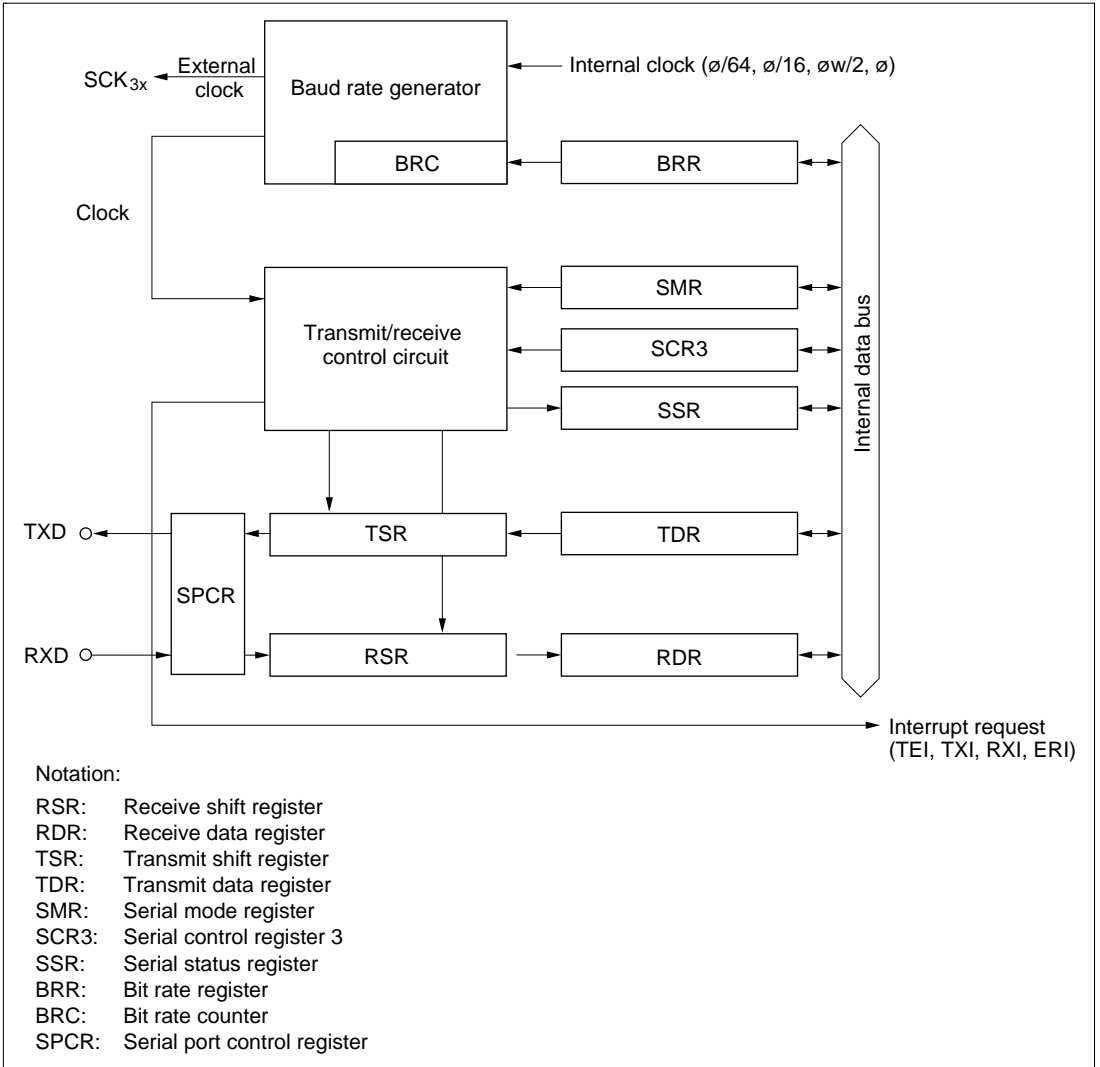 SCK3x
External
clock
Baud rate generator
Internal clock (ø/64, ø/16, øw/2, ø)
BRC
BRR
Clock
Transmit/receive
control circuit
SMR
SCR3
SSR
Internal data bus
TXD
SPCR
TSR
TDR
RXD
RSR
RDR
Interrupt request
(TEI, TXI, RXI, ERI)
Notation:
RSR: Receive shift register
RDR: Receive data register
TSR: Transmit shift register
TDR: Transmit data register
SMR: Serial mode register
SCR3: Serial control register 3
SSR: Serial status register
BRR: Bit rate register
BRC: Bit rate counter
SPCR: Serial port control register